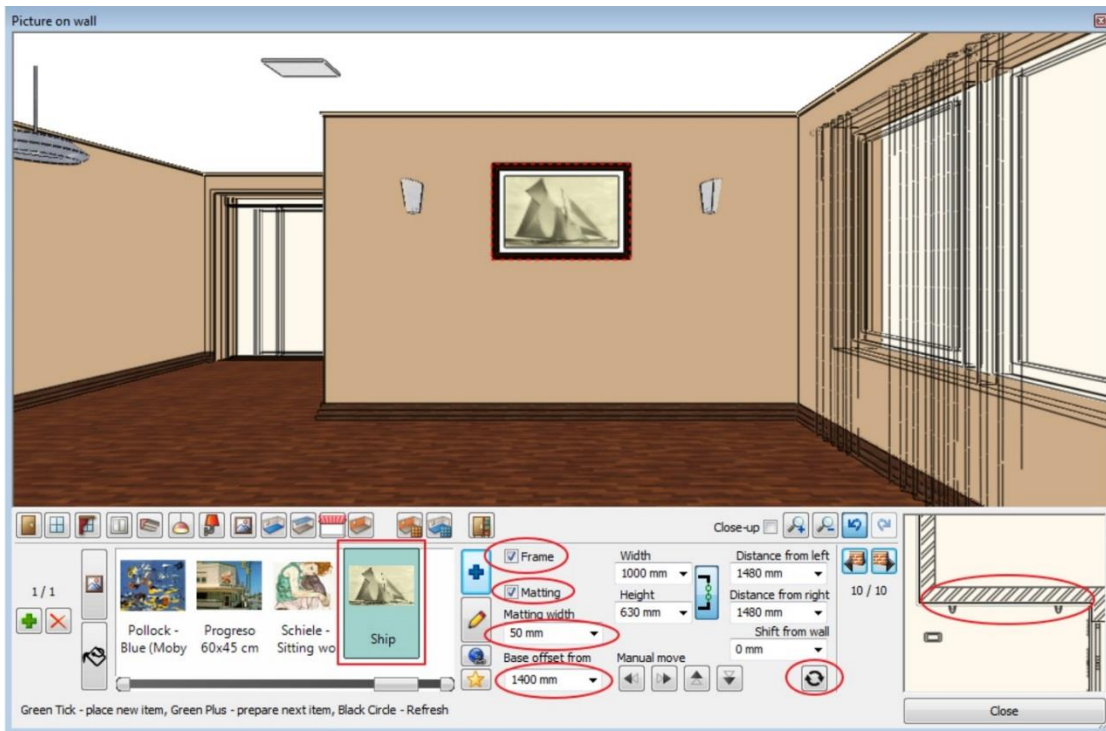 Picture on wall
Close-up
1 / 1
Pollock -
Blue (Moby
Progreso
60x45 cm
Schiele -
Sitting wo
Ship
Frame
Matting
Matting width
50 mm
Base offset from
1400 mm
Width
1000 mm
Height
630 mm
Manual move
Distance from left
1480 mm
Distance from right
1480 mm
Shift from wall
0 mm
10 / 10
Green Tick - place new item, Green Plus - prepare next item, Black Circle - Refresh
Close